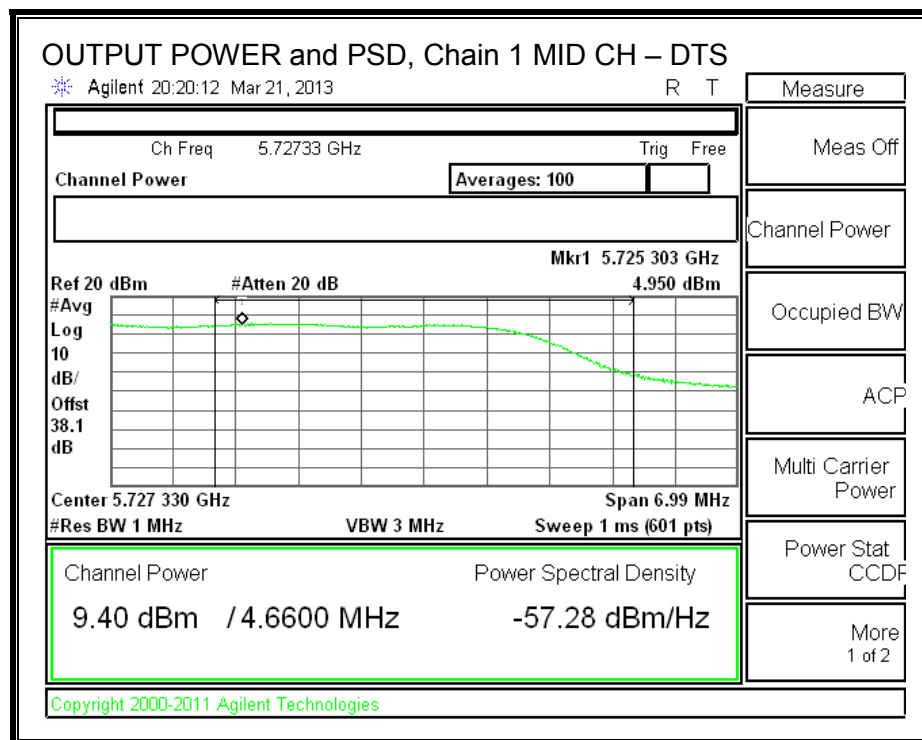 OUTPUT POWER and PSD, Chain 1 MID CH – DTS
Agilent 20:20:12 Mar 21, 2013 R T
Ch Freq 5.72733 GHz Trig Free
Channel Power Averages: 100
Mkr1 5.725 303 GHz
Ref 20 dBm #Atten 20 dB 4.950 dBm
#Avg
Log
10
dB/
Offst
38.1
dB
Center 5.727 330 GHz Span 6.99 MHz
#Res BW 1 MHz VBW 3 MHz Sweep 1 ms (601 pts)
Channel Power Power Spectral Density
9.40 dBm / 4.6600 MHz -57.28 dBm/Hz
Copyright 2000-2011 Agilent Technologies
Measure
Meas Off
Channel Power
Occupied BW
ACP
Multi Carrier
Power
Power Stat
CCDF
More
1 of 2